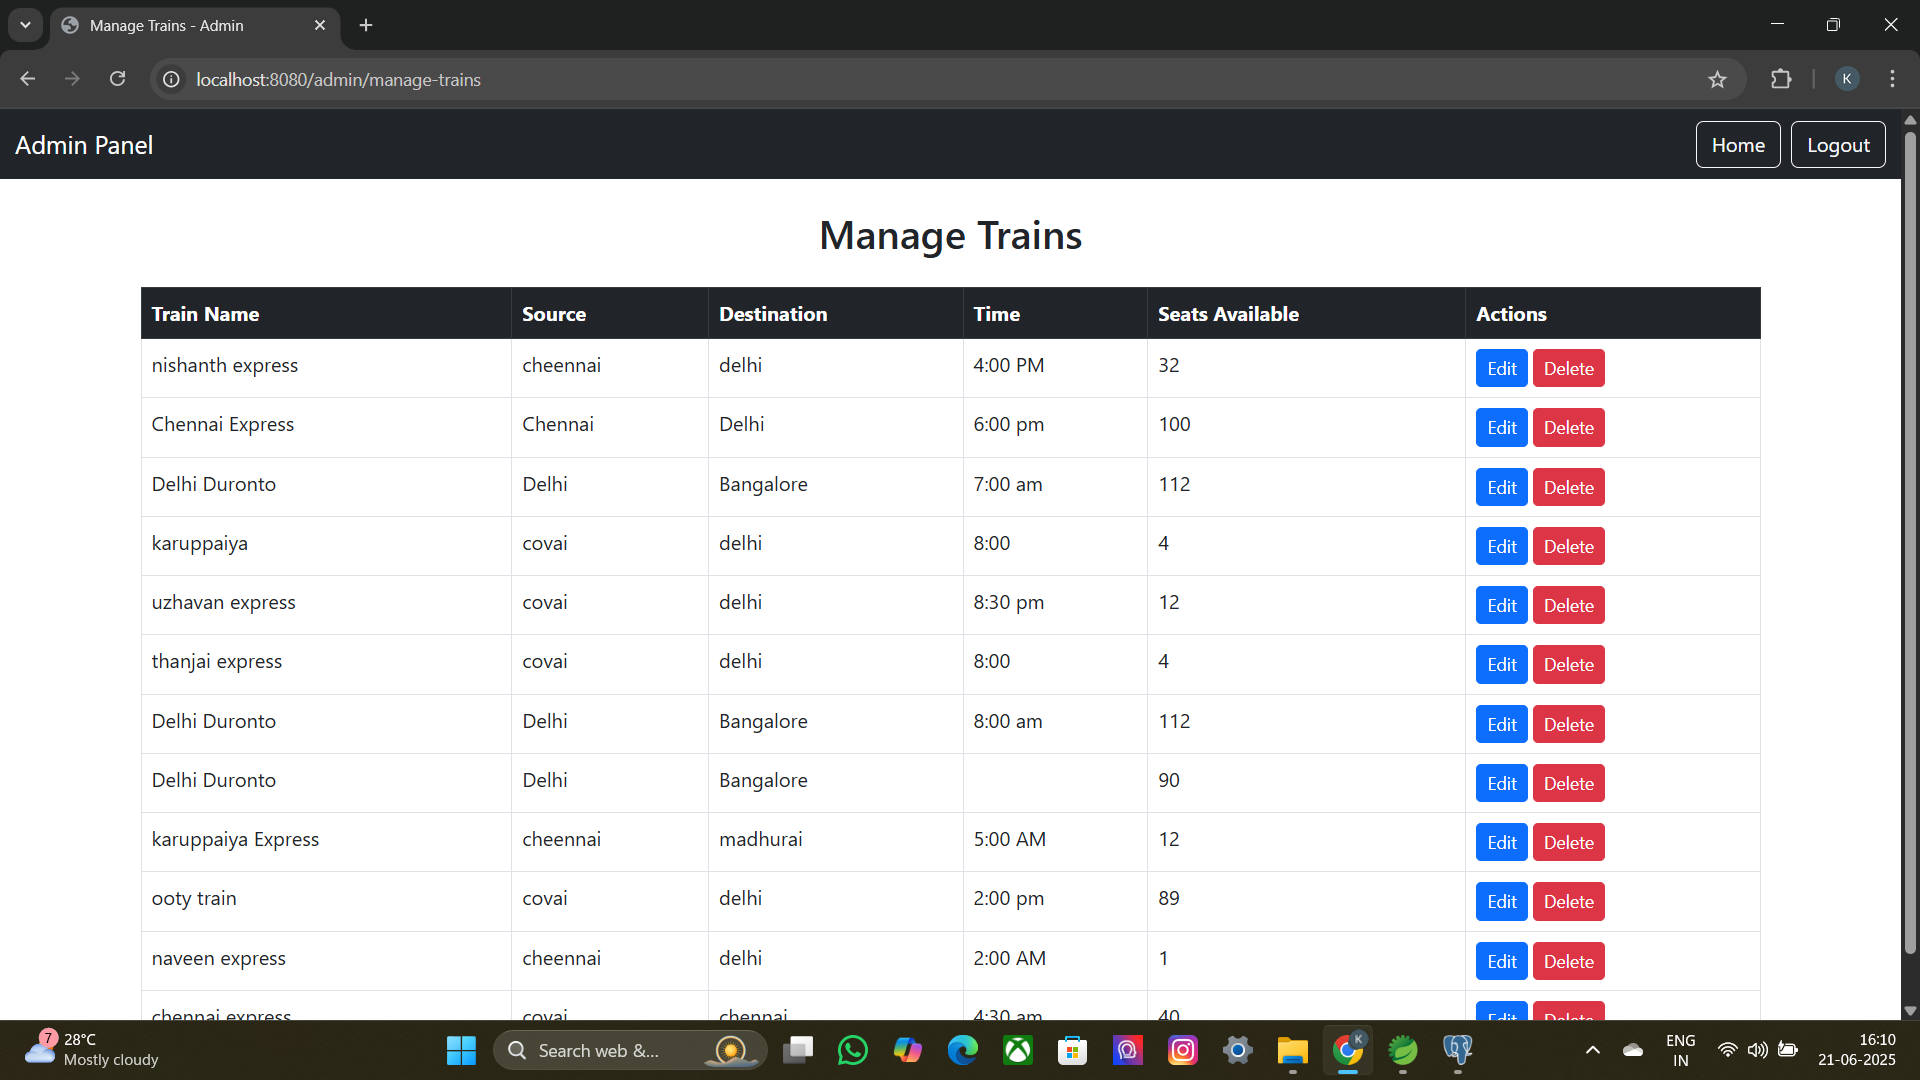 Manage Trains - Admin
localhost:8080/admin/manage-trains
K
Admin Panel
Home
Logout
Manage Trains
Train Name Source Destination Time Seats Available Actions
nishanth express cheennai delhi 4:00 PM 32 Edit Delete
Chennai Express Chennai Delhi 6:00 pm 100 Edit Delete
Delhi Duronto Delhi Bangalore 7:00 am 112 Edit Delete
karuppaiya covai delhi 8:00 4 Edit Delete
uzhavan express covai delhi 8:30 pm 12 Edit Delete
thanjai express covai delhi 8:00 4 Edit Delete
Delhi Duronto Delhi Bangalore 8:00 am 112 Edit Delete
Delhi Duronto Delhi Bangalore 90 Edit Delete
karuppaiya Express cheennai madhurai 5:00 AM 12 Edit Delete
ooty train covai delhi 2:00 pm 89 Edit Delete
naveen express cheennai delhi 2:00 AM 1 Edit Delete
chennai express covai chennai 4:30 am 40 Edit Delete
7
28°C
Mostly cloudy
Search web &...
K
ENG
IN
16:10
21-06-2025